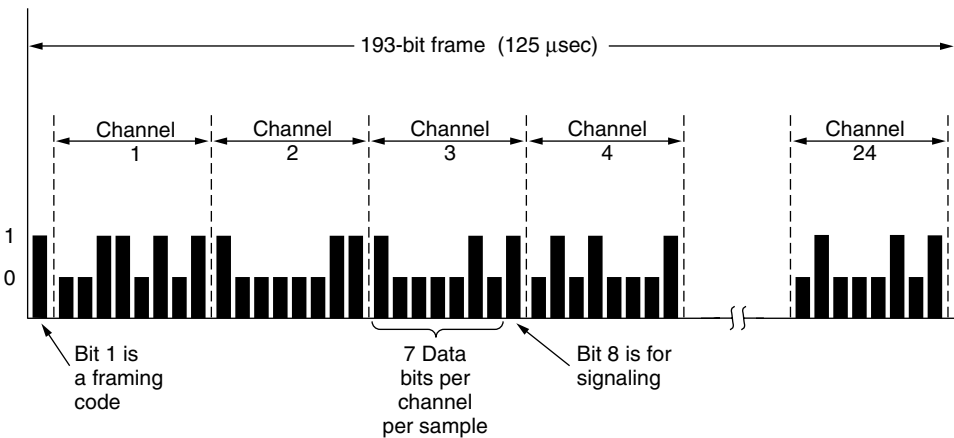 193-bit frame (125 μsec)
Channel
1
Channel
2
Channel
3
Channel
4
Channel
24
1
0
Bit 1 is
a framing
code
7 Data
bits per
channel
per sample
Bit 8 is for
signaling